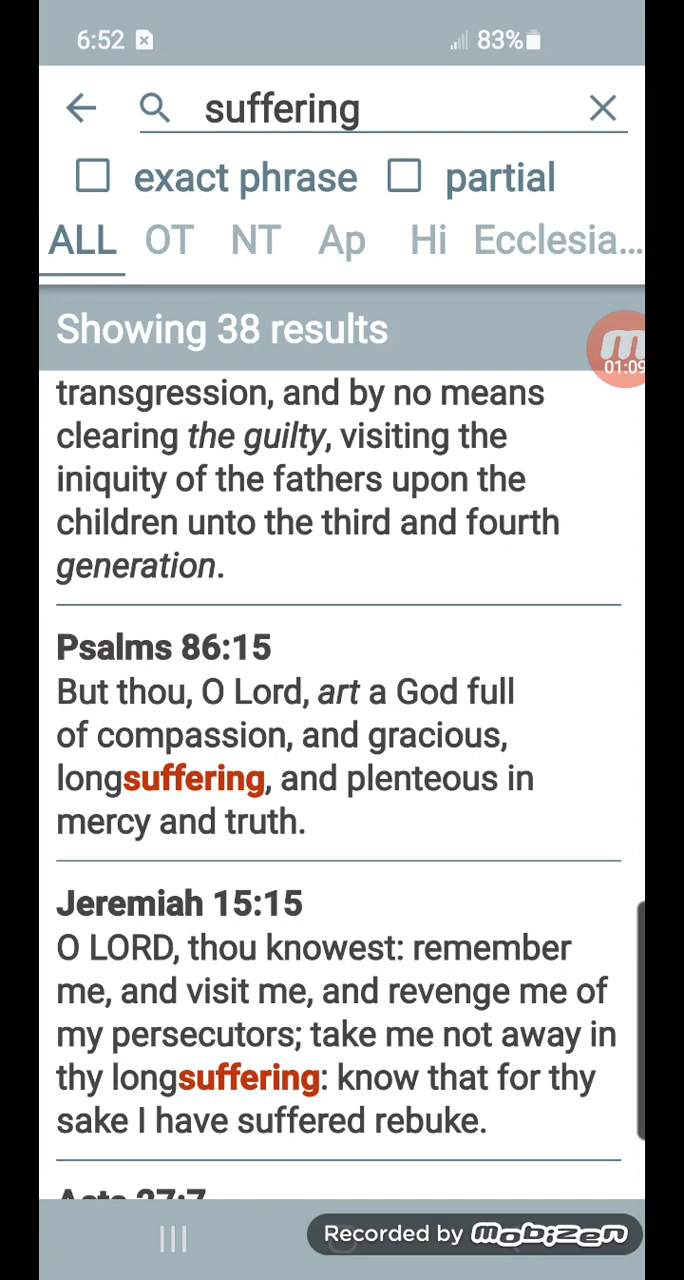 6:52 83%
suffering
exact phrase partial
ALL OT NT Ap Hi Ecclesia...
Showing 38 results
01:09
transgression, and by no means
clearing the guilty, visiting the
iniquity of the fathers upon the
children unto the third and fourth
generation.
Psalms 86:15
But thou, O Lord, art a God full
of compassion, and gracious,
longsuffering, and plenteous in
mercy and truth.
Jeremiah 15:15
O LORD, thou knowest: remember
me, and visit me, and revenge me of
my persecutors; take me not away in
thy longsuffering: know that for thy
sake I have suffered rebuke.
Acts 27:7
Recorded by mobizen